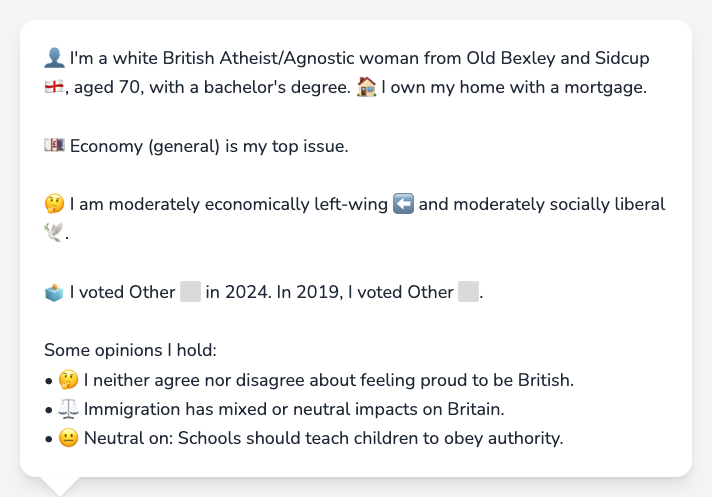 👤 I'm a white British Atheist/Agnostic woman from Old Bexley and Sidcup
🏴󠁧󠁢󠁥󠁮󠁧󠁿, aged 70, with a bachelor's degree. 🏠 I own my home with a mortgage.
💷 Economy (general) is my top issue.
🤔 I am moderately economically left-wing ⬅️ and moderately socially liberal
🕊️.
🗳️ I voted Other ⬜ in 2024. In 2019, I voted Other ⬜.
Some opinions I hold:
• 🤔 I neither agree nor disagree about feeling proud to be British.
• ⚖️ Immigration has mixed or neutral impacts on Britain.
• 😐 Neutral on: Schools should teach children to obey authority.